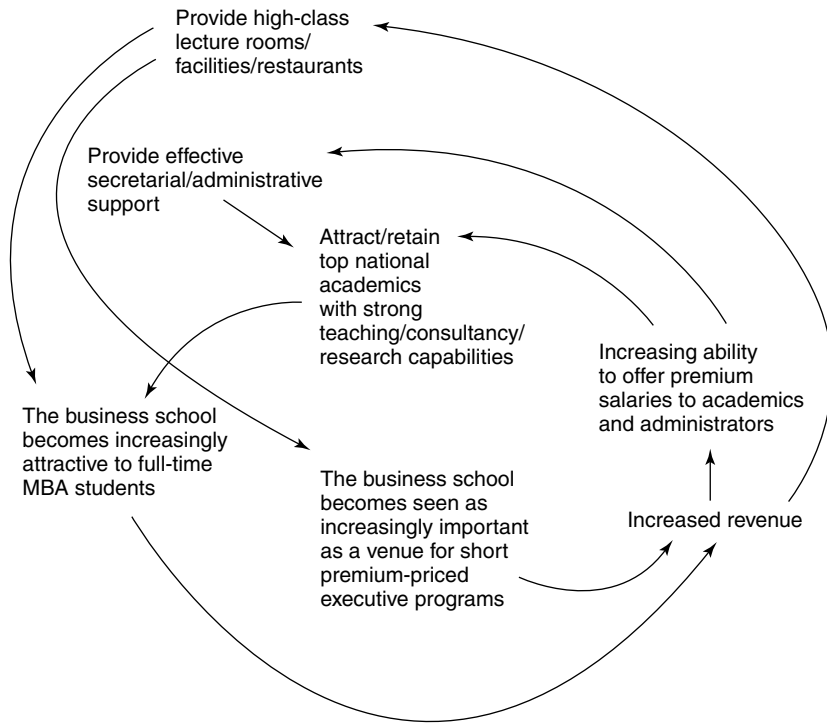 Provide high-class
lecture rooms/
facilities/restaurants
Provide effective
secretarial/administrative
support
Attract/retain
top national
academics
with strong
teaching/consultancy/
research capabilities
Increasing ability
to offer premium
salaries to academics
and administrators
The business school
becomes increasingly
attractive to full-time
MBA students
The business school
becomes seen as
increasingly important
as a venue for short
premium-priced
executive programs
Increased revenue